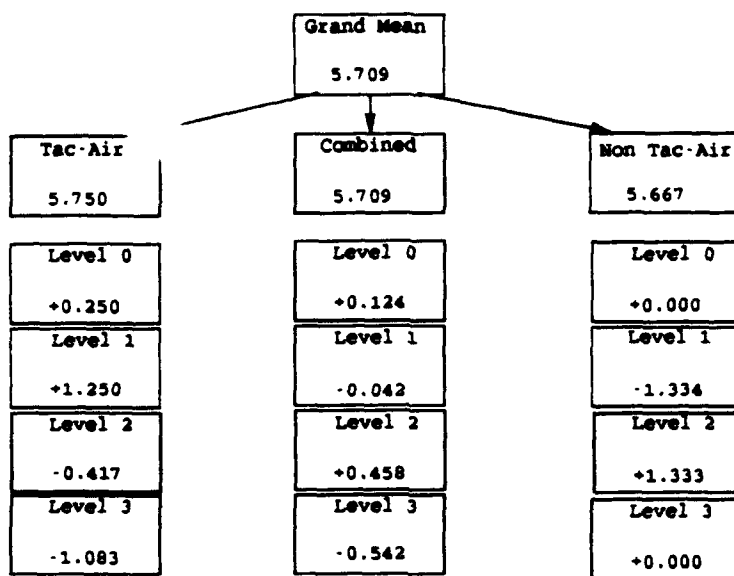 Grand Mean
5.709
Tac-Air
5.750
Combined
5.709
Non Tac-Air
5.667
Level 0
+0.250
Level 1
+1.250
Level 2
-0.417
Level 3
-1.083
Level 0
+0.124
Level 1
-0.042
Level 2
+0.458
Level 3
-0.542
Level 0
+0.000
Level 1
-1.334
Level 2
+1.333
Level 3
+0.000